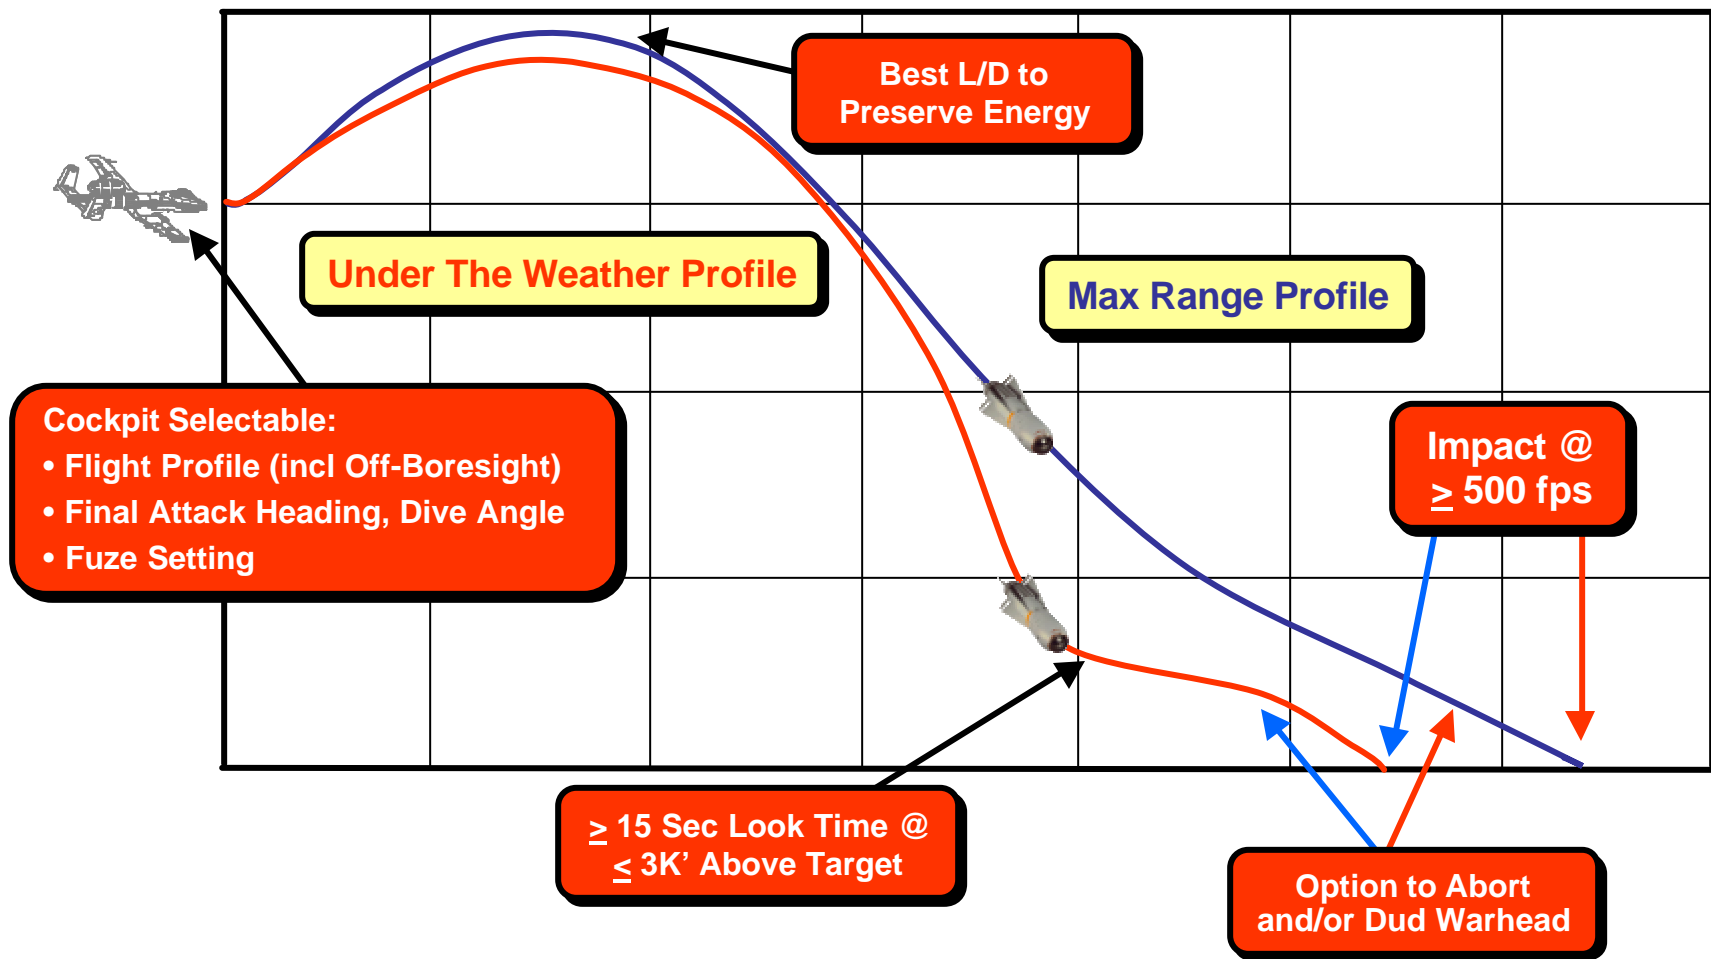 Best L/D to
Preserve Energy
Under The Weather Profile
Max Range Profile
Cockpit Selectable:
• Flight Profile (incl Off-Boresight)
• Final Attack Heading, Dive Angle
• Fuze Setting
Impact @
≥ 500 fps
≥ 15 Sec Look Time @
≤ 3K’ Above Target
Option to Abort
and/or Dud Warhead